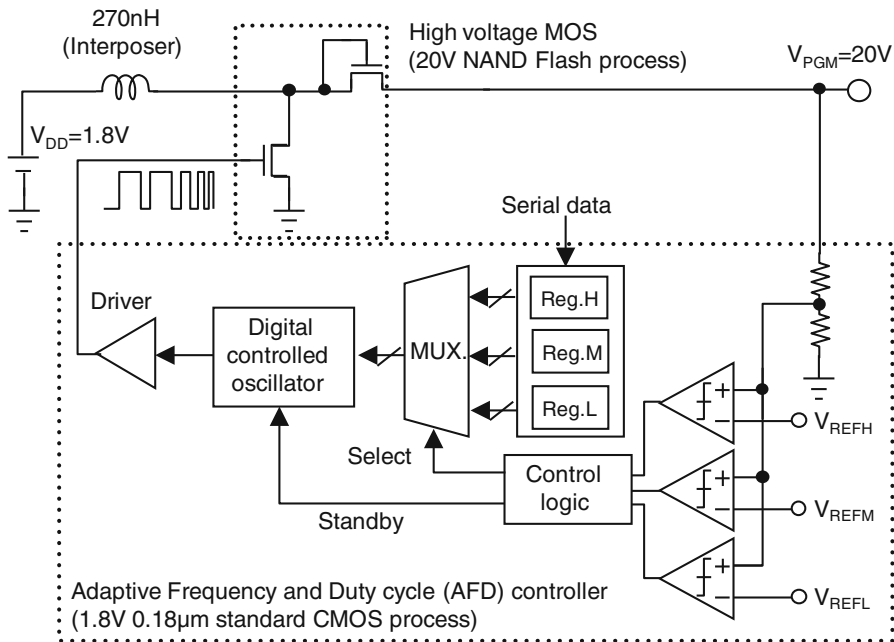 270nH
(Interposer)
High voltage MOS
(20V NAND Flash process)
V_PGM=20V
V_DD=1.8V
Serial data
Driver
Digital
controlled
oscillator
MUX.
Reg.H
Reg.M
Reg.L
+
−
V_REFH
Select
Control
logic
+
−
V_REFM
Standby
+
−
V_REFL
Adaptive Frequency and Duty cycle (AFD) controller
(1.8V 0.18μm standard CMOS process)